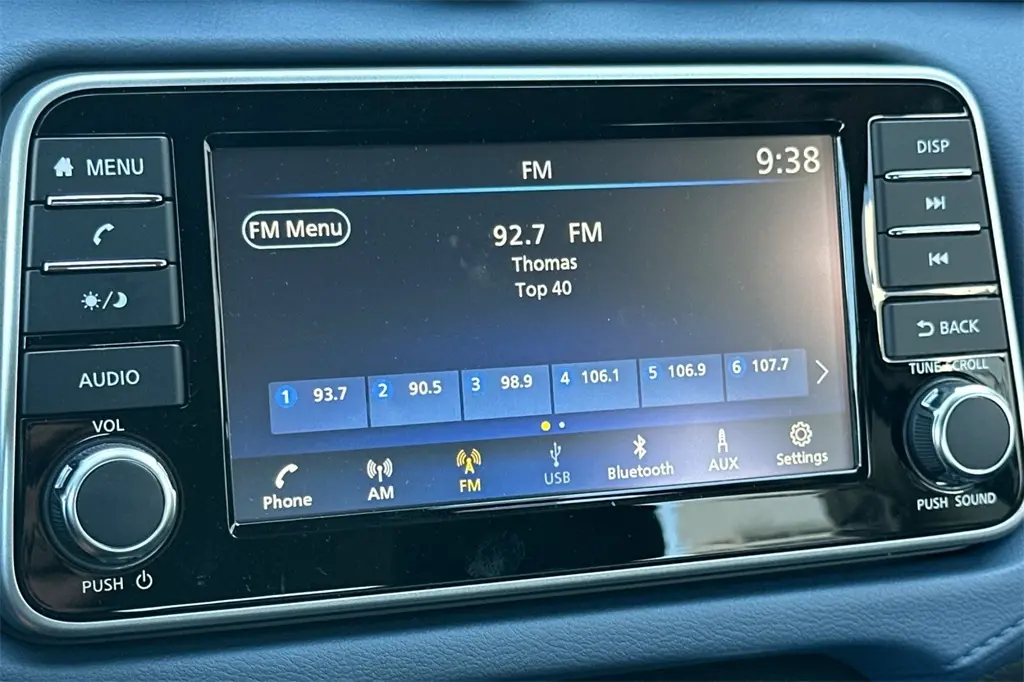 MENU
AUDIO
VOL
PUSH
FM
9:38
FM Menu
92.7 FM
Thomas
Top 40
1 93.7 2 90.5 3 98.9 4 106.1 5 106.9 6 107.7
Phone AM FM USB Bluetooth AUX Settings
DISP
BACK
TUNE·SCROLL
PUSH SOUND